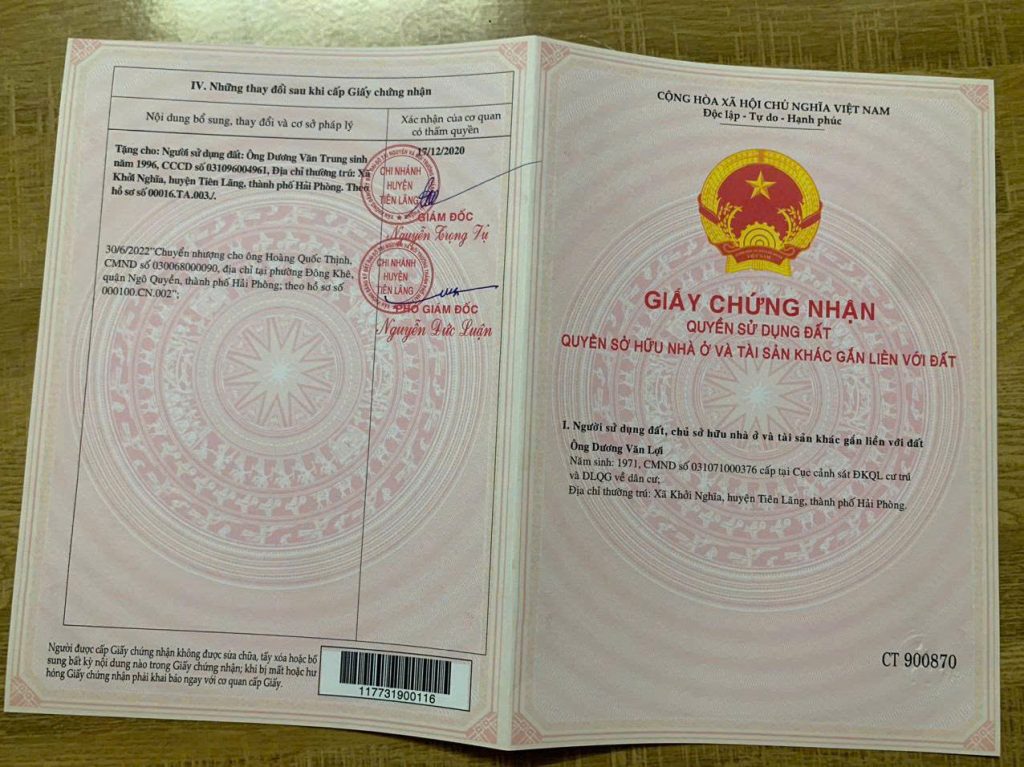 IV. Những thay đổi sau khi cấp Giấy chứng nhận
Nội dung bổ sung, thay đổi và cơ sở pháp lý
Xác nhận của cơ quan
có thẩm quyền
Tặng cho: Người sử dụng đất: Ông Dương Văn Trung sinh
năm 1996, CCCD số 031096004961, Địa chỉ thường trú: Xã
Khởi Nghĩa, huyện Tiên Lãng, thành phố Hải Phòng. Theo
hồ sơ số 00016.TA.003./.
17/12/2020
CHI NHÁNH
HUYỆN
TIÊN LÃNG
GIÁM ĐỐC
Nguyễn Trọng Tự
30/6/2022"Chuyển nhượng cho ông Hoàng Quốc Thịnh,
CMND số 030068000090, địa chỉ tại phường Đông Khê,
quận Ngô Quyền, thành phố Hải Phòng; theo hồ sơ số
000100.CN.002";
CHI NHÁNH
HUYỆN
TIÊN LÃNG
PHÓ GIÁM ĐỐC
Nguyễn Đức Luận
Người được cấp Giấy chứng nhận không được sửa chữa, tẩy xóa hoặc bổ
sung bất kỳ nội dung nào trong Giấy chứng nhận; khi bị mất hoặc hư
hỏng Giấy chứng nhận phải khai báo ngay với cơ quan cấp Giấy.
117731900116
CỘNG HÒA XÃ HỘI CHỦ NGHĨA VIỆT NAM
Độc lập - Tự do - Hạnh phúc
VIỆT NAM
GIẤY CHỨNG NHẬN
QUYỀN SỬ DỤNG ĐẤT
QUYỀN SỞ HỮU NHÀ Ở VÀ TÀI SẢN KHÁC GẮN LIỀN VỚI ĐẤT
I. Người sử dụng đất, chủ sở hữu nhà ở và tài sản khác gắn liền với đất
Ông Dương Văn Lợi
Năm sinh: 1971, CMND số 031071000376 cấp tại Cục cảnh sát ĐKQL cư trú
và DLQG về dân cư;
Địa chỉ thường trú: Xã Khởi Nghĩa, huyện Tiên Lãng, thành phố Hải Phòng.
CT 900870